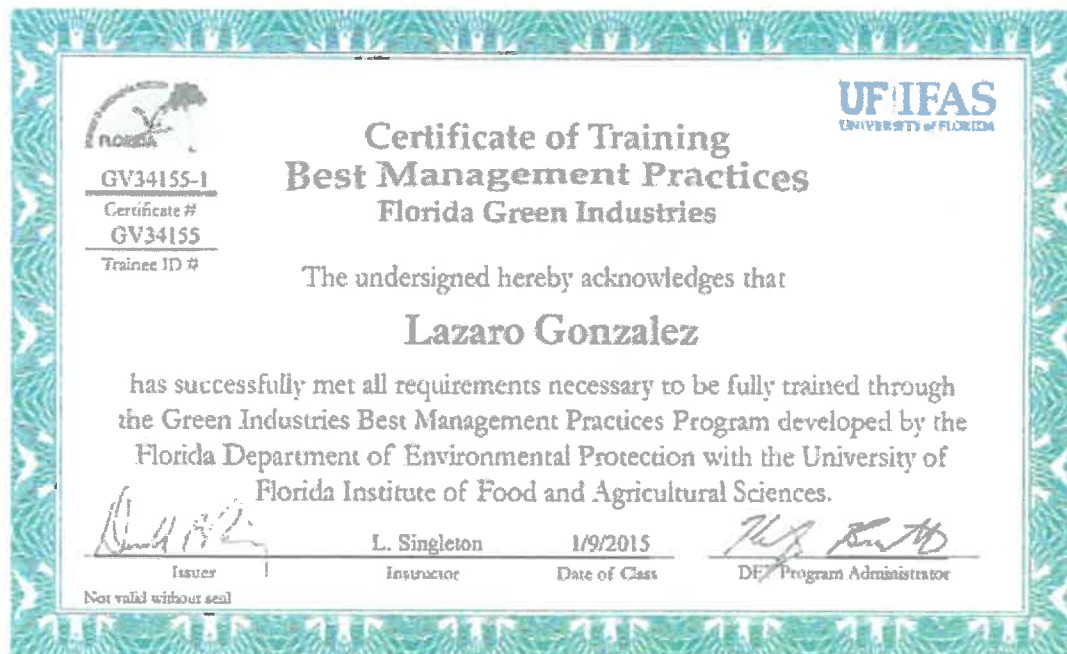 FLORIDA
GV34155-1
Certificate #
GV34155
Trainee ID #
UF IFAS
UNIVERSITY of FLORIDA
Certificate of Training
Best Management Practices
Florida Green Industries
The undersigned hereby acknowledges that
Lazaro Gonzalez
has successfully met all requirements necessary to be fully trained through
the Green Industries Best Management Practices Program developed by the
Florida Department of Environmental Protection with the University of
Florida Institute of Food and Agricultural Sciences.
L. Singleton 1/9/2015
Issuer Instructor Date of Class DEP Program Administrator
Not valid without seal